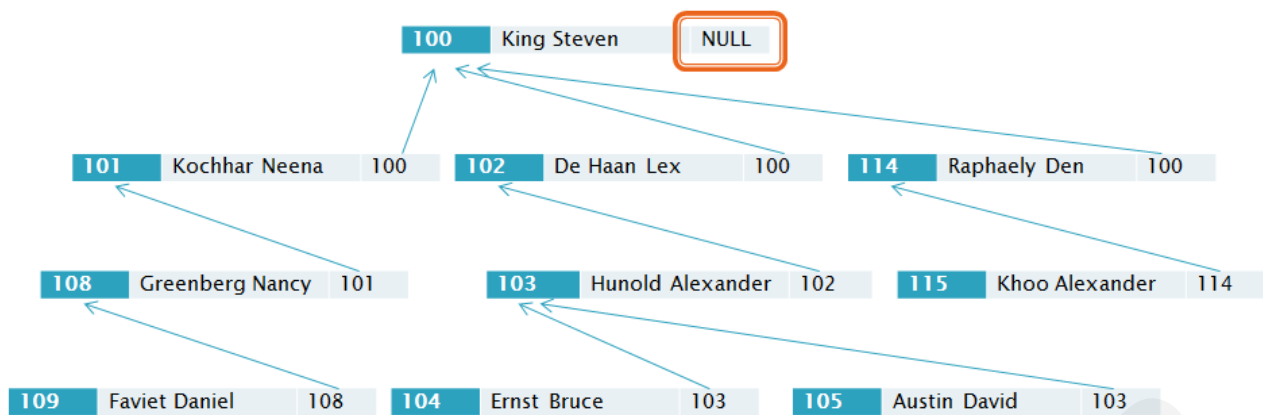 100 King Steven NULL
101 Kochhar Neena 100 102 De Haan Lex 100 114 Raphaely Den 100
108 Greenberg Nancy 101 103 Hunold Alexander 102 115 Khoo Alexander 114
109 Faviet Daniel 108 104 Ernst Bruce 103 105 Austin David 103